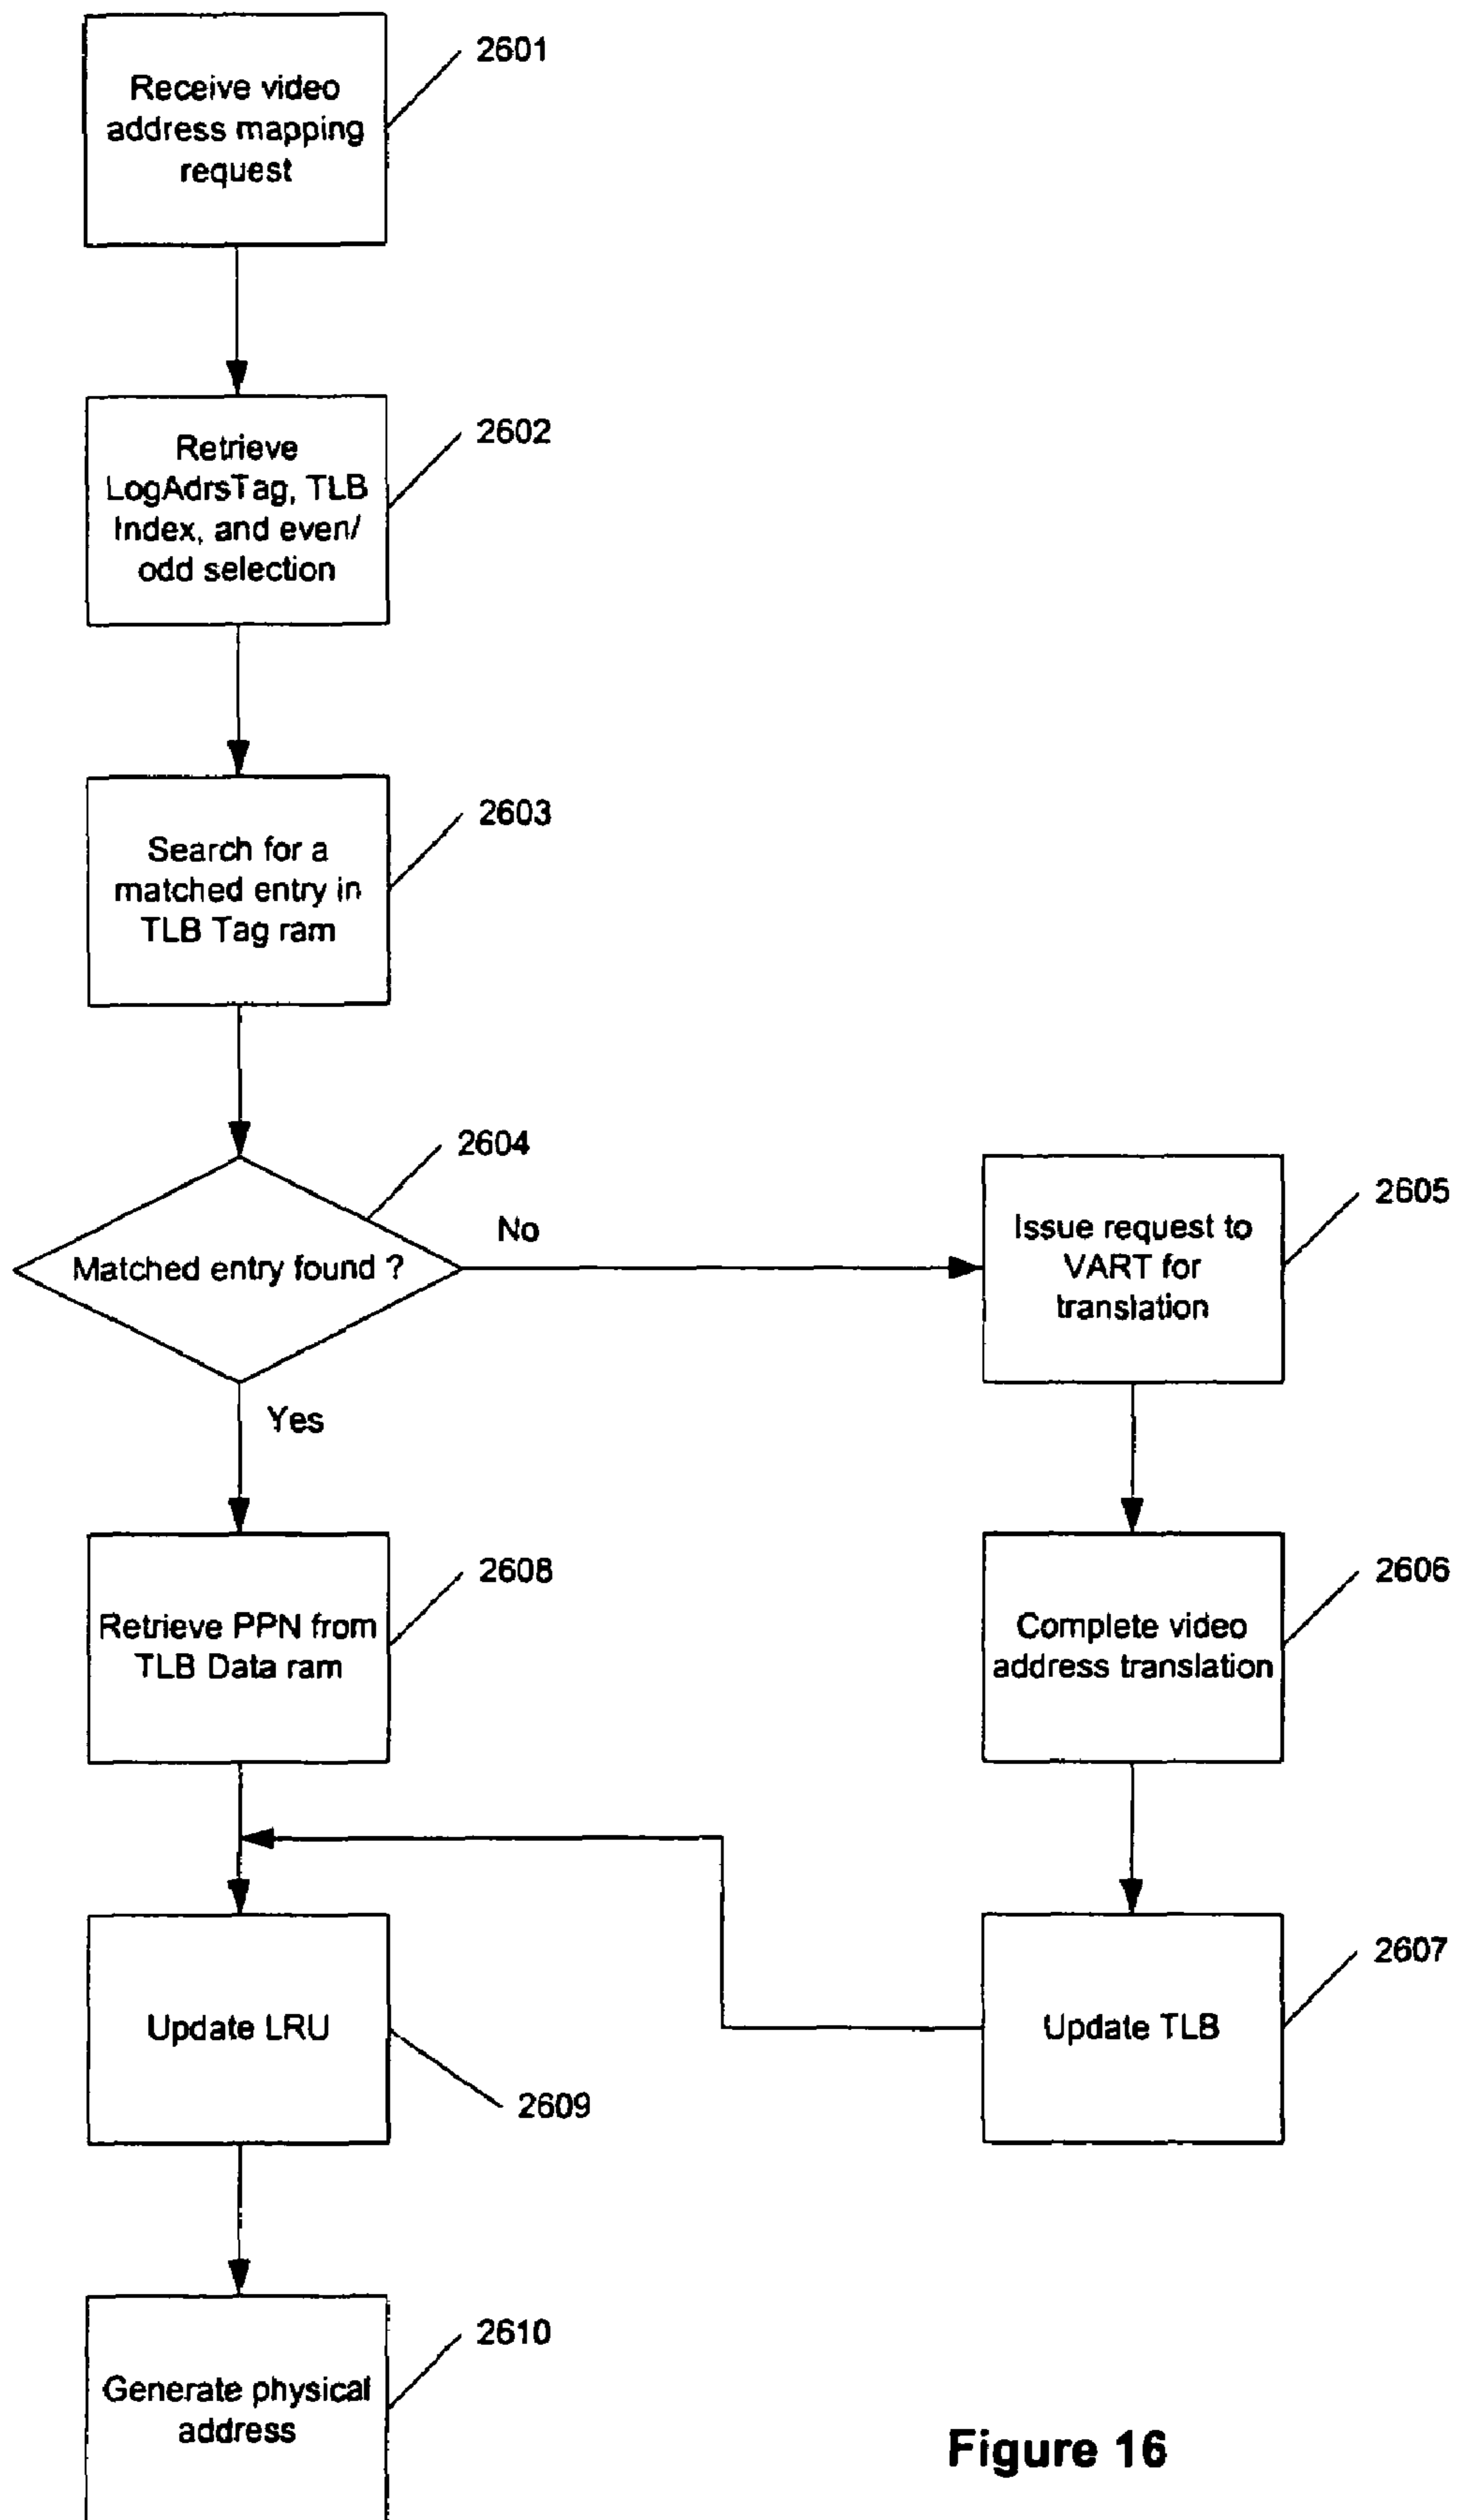 Receive video
address mapping
request
2601
Retrieve
LogAdrsTag, TLB
Index, and even/
odd selection
2602
Search for a
matched entry in
TLB Tag ram
2603
Matched entry found ?
2604
No
Yes
Issue request to
VART for
translation
2605
Retrieve PPN from
TLB Data ram
2608
Complete video
address translation
2606
Update LRU
2609
Update TLB
2607
Generate physical
address
2610
Figure 16